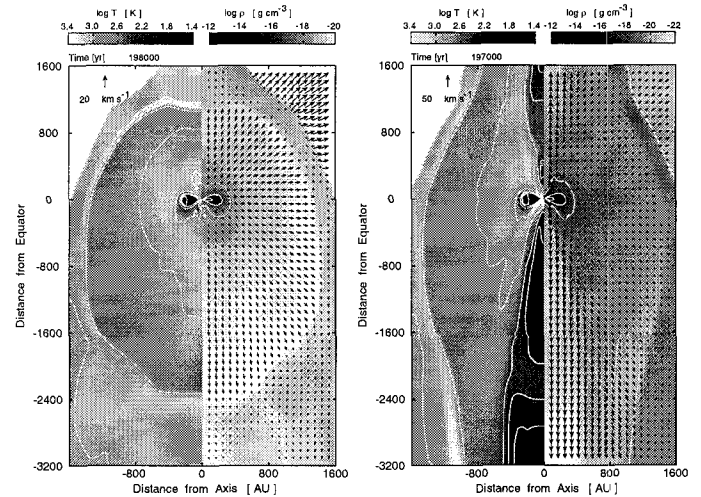 log T [ K ] log ρ [ g cm-3 ]
3.4 2.8 2.4 1.8 1.4 -12 -14 -16 -18 -20
Time [yr] 198000
20 km s-1
1600
800
0
-800
-1600
-2400
-3200
Distance from Equator
-800 0 800 1600
Distance from Axis [ AU ]
log T [ K ] log ρ [ g cm-3 ]
3.4 3.0 2.6 2.2 1.8 1.4 -12 -14 -16 -18 -20 -22
Time [yr] 197000
50 km s-1
1600
800
0
-800
-1600
-2400
-3200
Distance from Equator
-800 0 800 1600
Distance from Axis [ AU ]